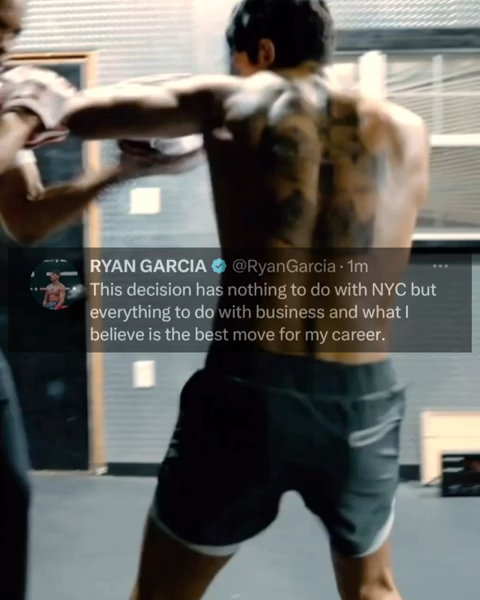 RYAN GARCIA @RyanGarcia · 1m
This decision has nothing to do with NYC but
everything to do with business and what I
believe is the best move for my career.